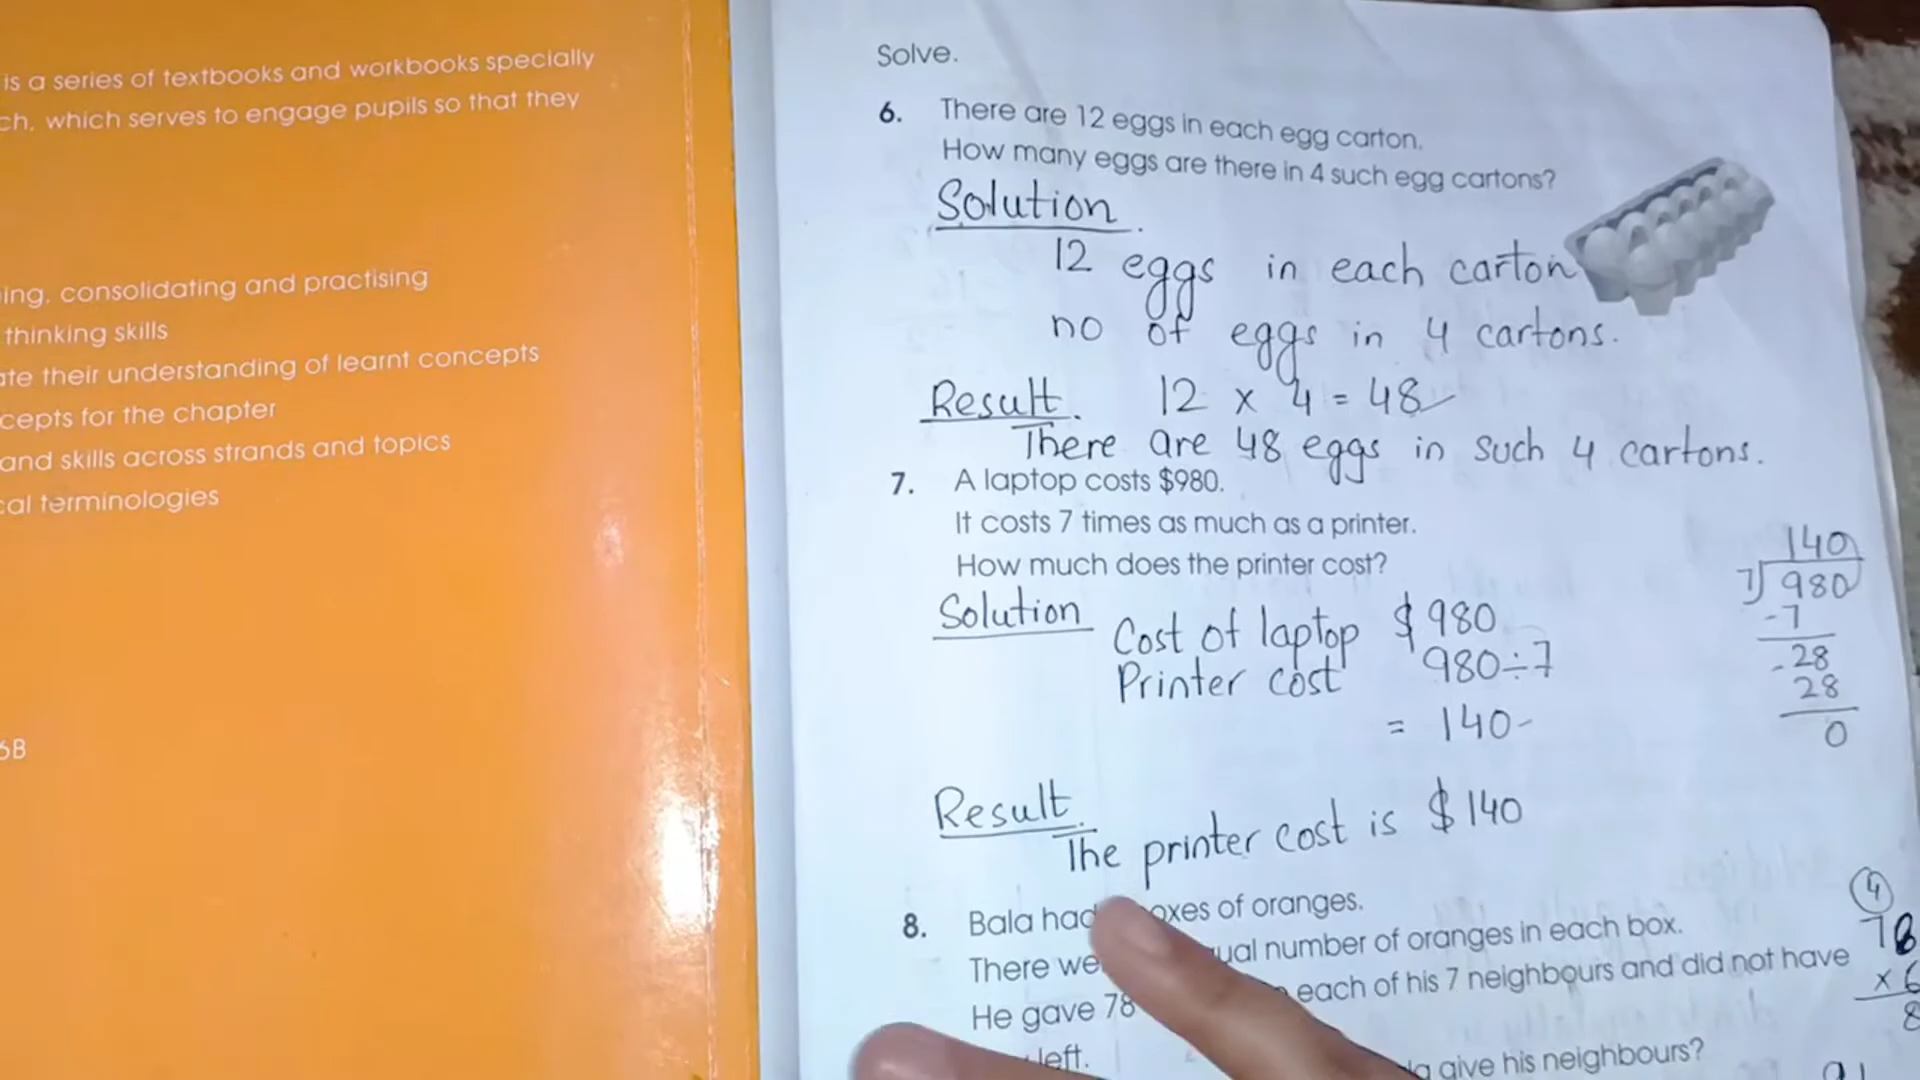 is a series of textbooks and workbooks specially
ch, which serves to engage pupils so that they
ing, consolidating and practising
thinking skills
ate their understanding of learnt concepts
cepts for the chapter
and skills across strands and topics
cal terminologies
6B
Solve.
6. There are 12 eggs in each egg carton.
How many eggs are there in 4 such egg cartons?
Solution
12 eggs in each carton
no of eggs in 4 cartons.
Result. 12 x 4 = 48
There are 48 eggs in such 4 cartons.
7. A laptop costs $980.
It costs 7 times as much as a printer.
How much does the printer cost?
Solution
Cost of laptop $980
Printer cost 980÷7
= 140
140
7 980
-7
-28
28
0
Result.
The printer cost is $140
8. Bala had oxes of oranges.
There we ual number of oranges in each box.
He gave 78 each of his 7 neighbours and did not have
left.
give his neighbours?
4
78
x 6
8